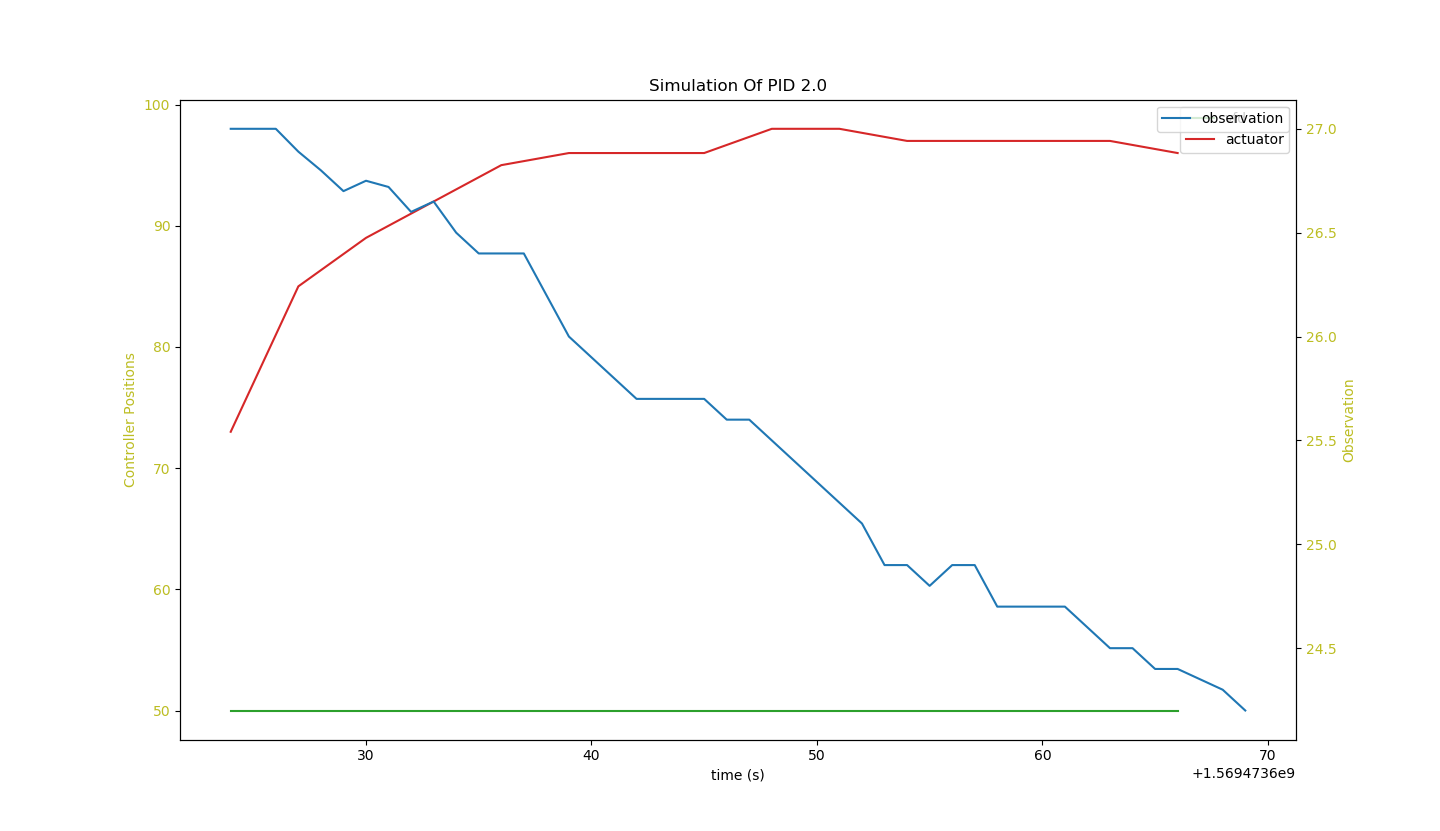 Simulation Of PID 2.0
100
90
80
70
60
50
Controller Positions
27.0
26.5
26.0
25.5
25.0
24.5
Observation
observation
actuator
30
40
50
60
70
time (s)
+1.5694736e9